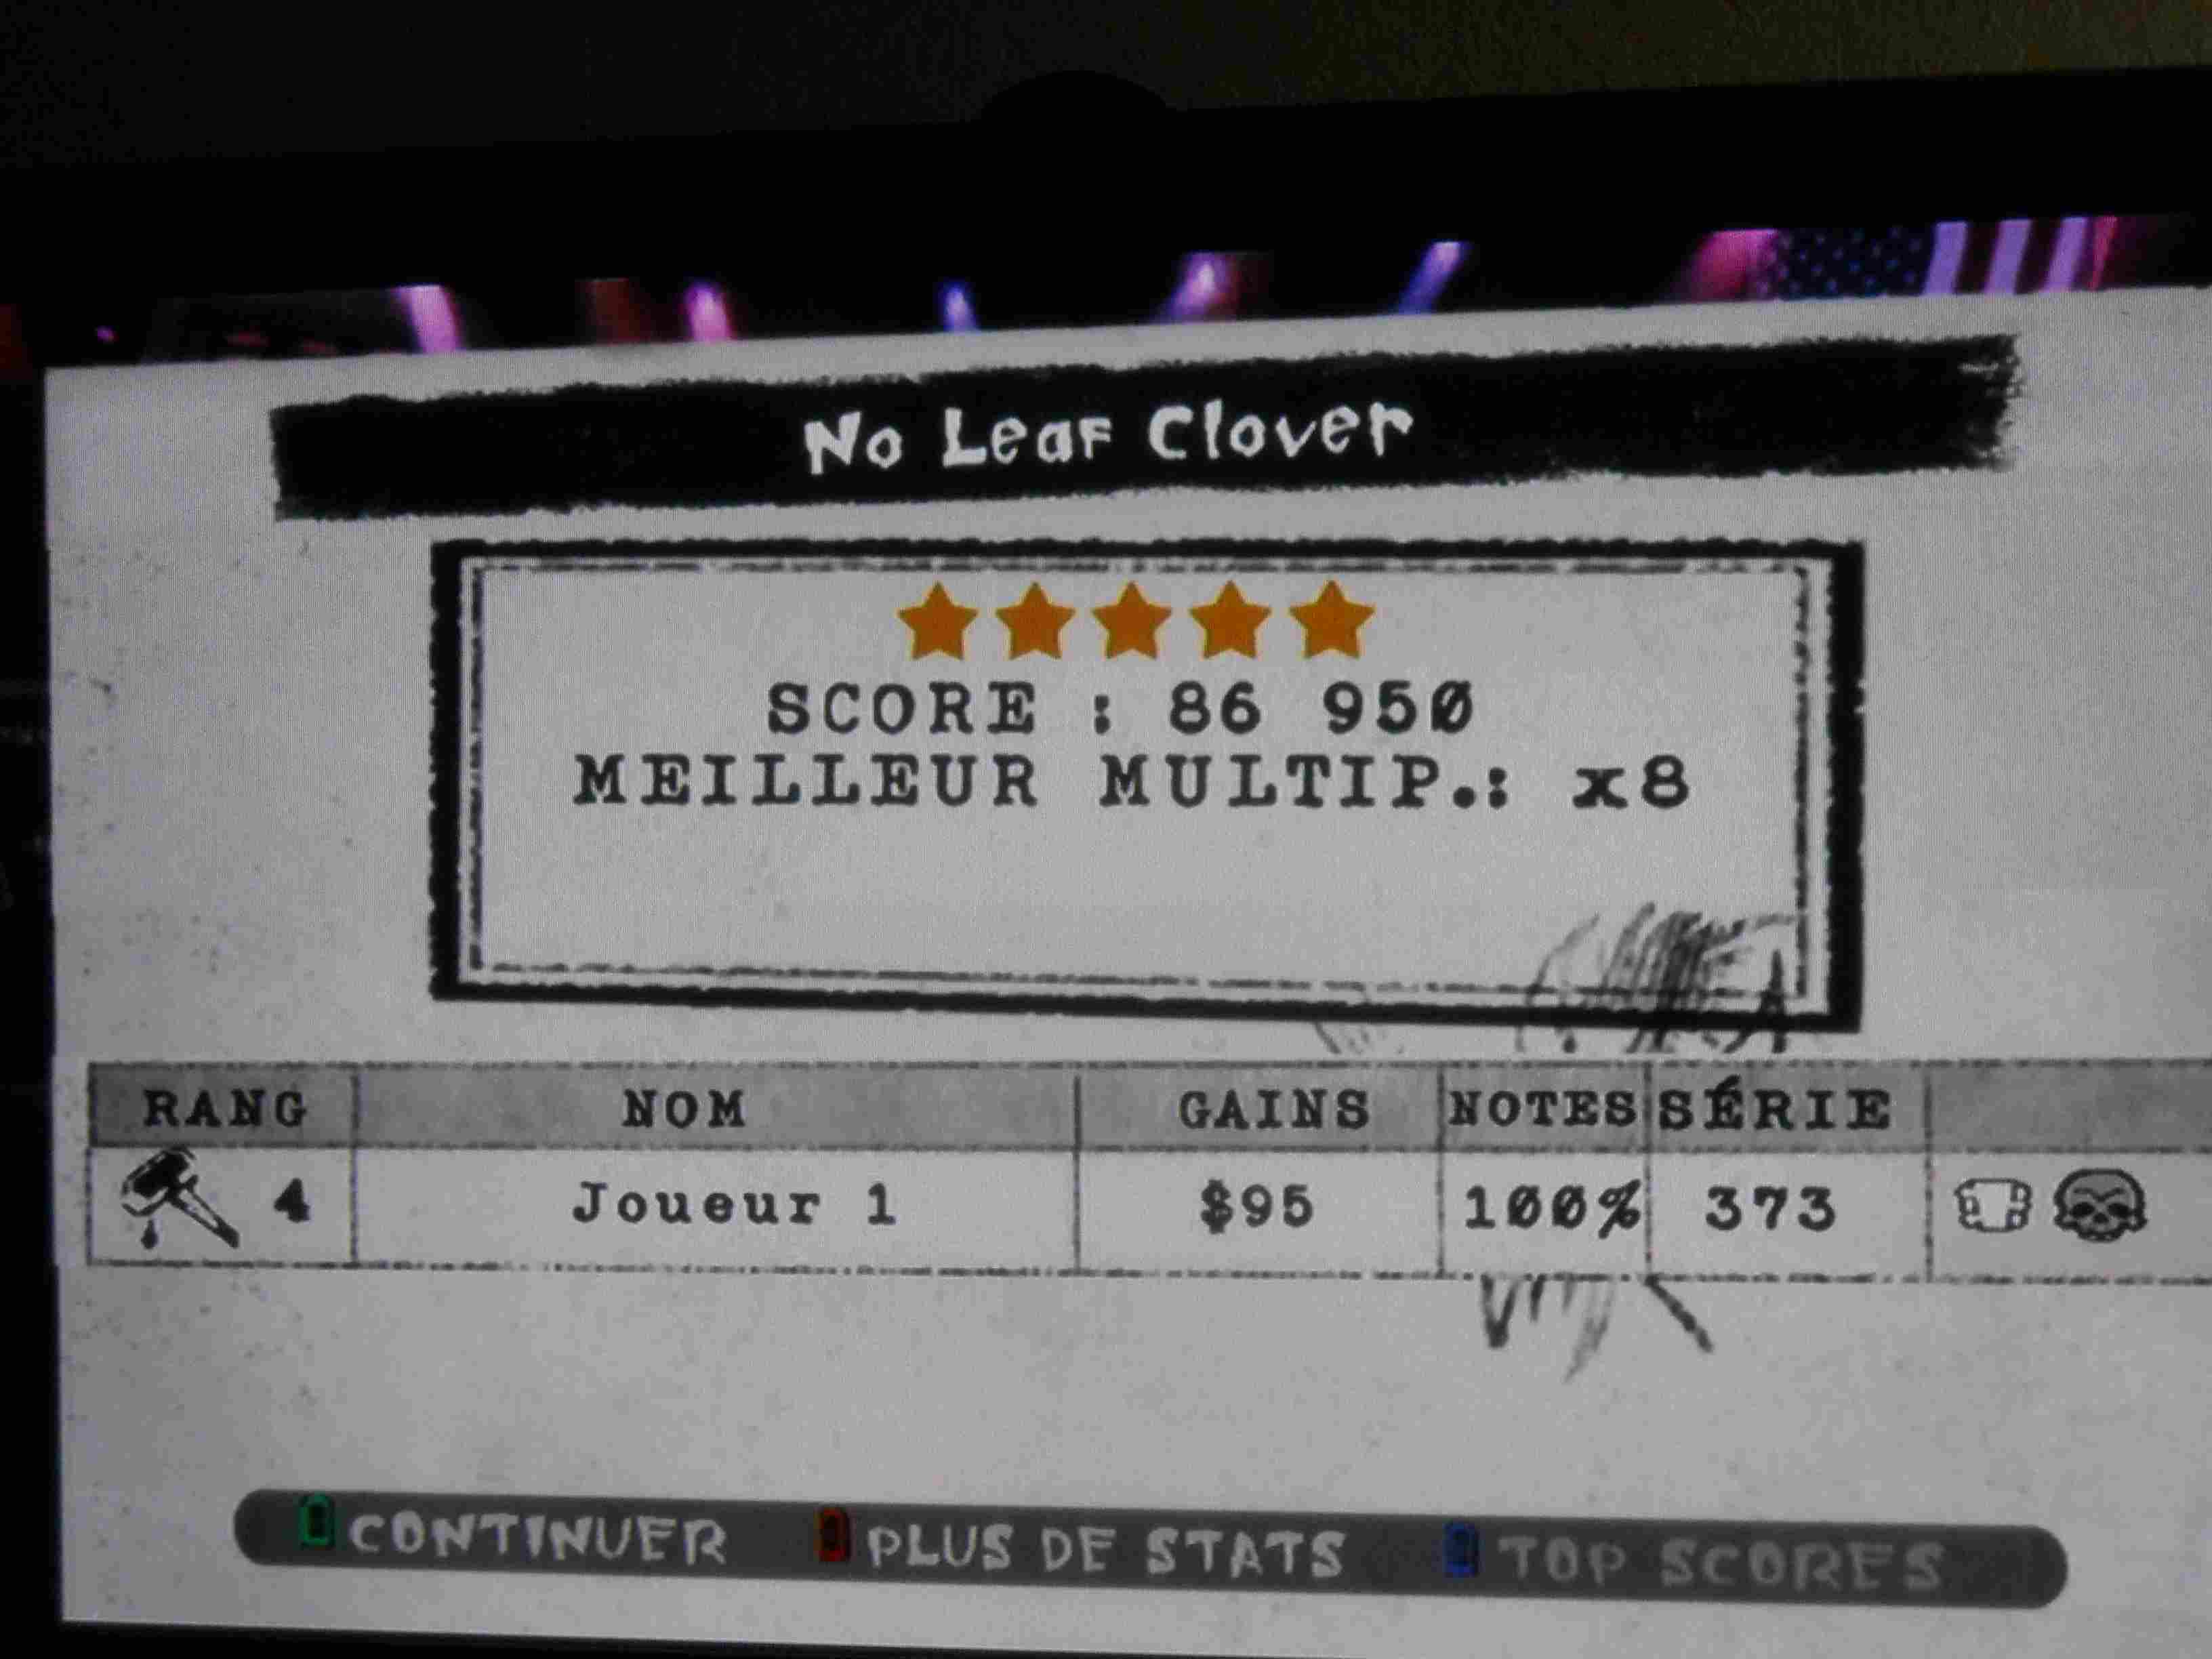 No Leaf Clover
SCORE : 86 950
MEILLEUR MULTIP.: x8
RANG NOM GAINS NOTES SÉRIE
4 Joueur 1 $95 100% 373
CONTINUER PLUS DE STATS TOP SCORES